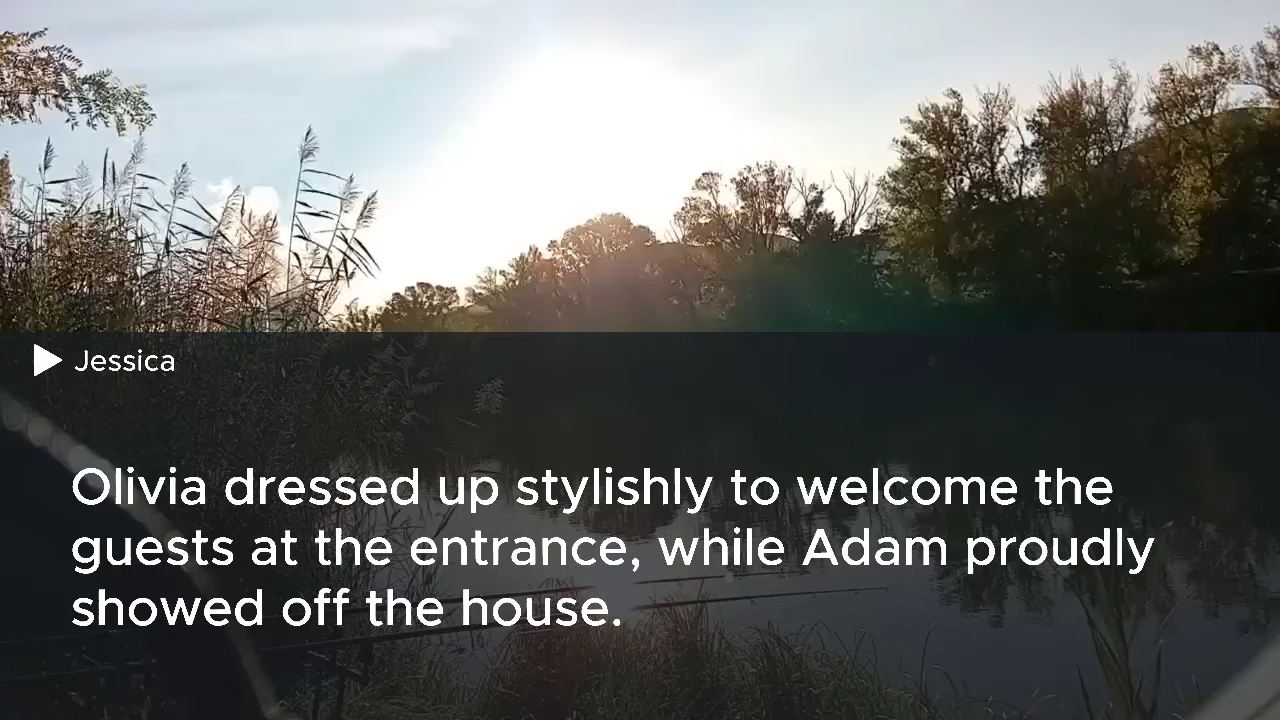 Jessica
Olivia dressed up stylishly to welcome the
guests at the entrance, while Adam proudly
showed off the house.